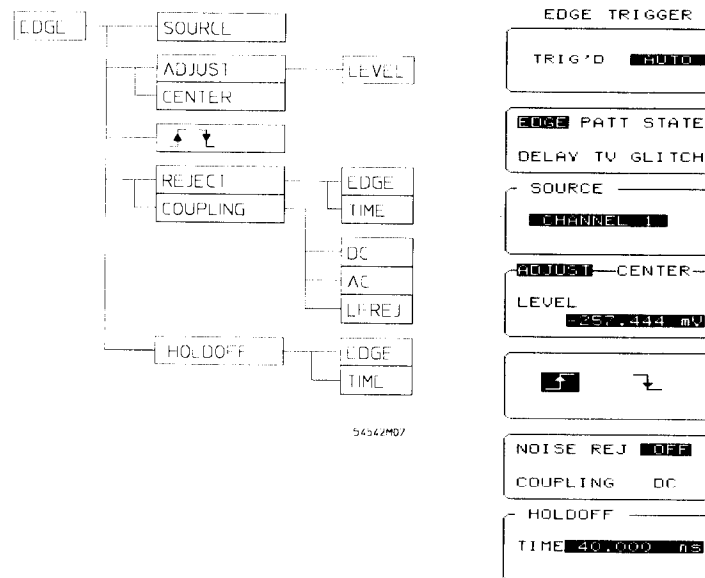 EDGE
SOURCE
ADJUST
LEVEL
CENTER
REJECT
EDGE
COUPLING
TIME
DC
AC
LF-REJ
HOLDOFF
EDGE
TIME
54542M07
EDGE TRIGGER
TRIG'D AUTO
EDGE PATT STATE
DELAY TV GLITCH
SOURCE
CHANNEL 1
ADJUST CENTER
LEVEL
-257.444 mV
NOISE REJ OFF
COUPLING DC
HOLDOFF
TIME 40.000 ns